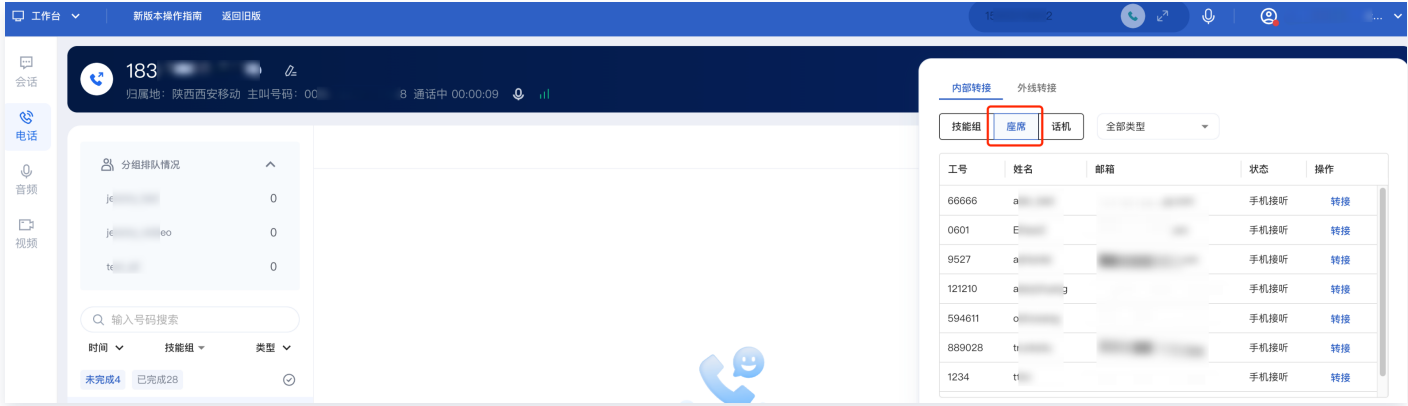 工作台 新版本操作指南 返回旧版
会话
电话
音频
视频
183
归属地：陕西西安移动 主叫号码：00 8 通话中 00:00:09
分组排队情况
0
0
0
输入号码搜索
时间 技能组 类型
未完成4 已完成28
内部转接 外线转接
技能组 座席 话机 全部类型
工号 姓名 邮箱 状态 操作
66666 手机接听 转接
0601 手机接听 转接
9527 手机接听 转接
121210 手机接听 转接
594611 手机接听 转接
889028 手机接听 转接
1234 手机接听 转接